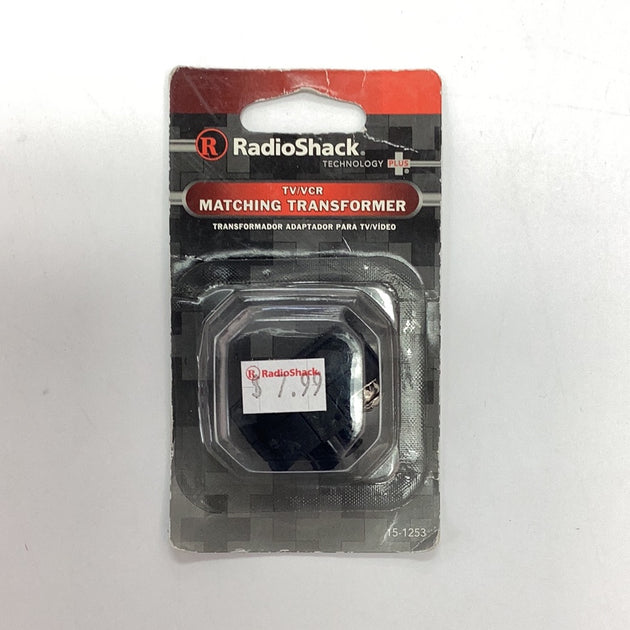 R RadioShack.
TECHNOLOGY PLUS
TV/VCR
MATCHING TRANSFORMER
TRANSFORMADOR ADAPTADOR PARA TV/VÍDEO
R RadioShack
$ 7.99
15-1253